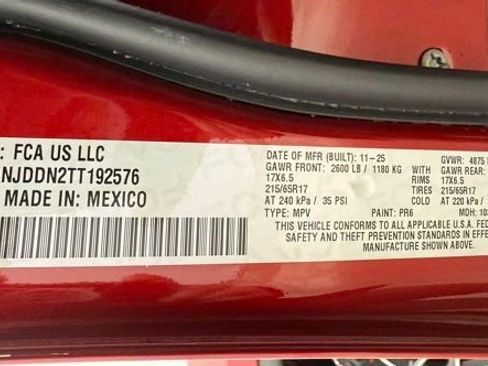 : FCA US LLC
NJDDN2TT192576
MADE IN: MEXICO
DATE OF MFR (BUILT): 11-25 GVWR: 4875
GAWR FRONT: 2600 LB / 1180 KG GAWR REAR:
17X6.5 RIMS 17X6.5
215/65R17 TIRES 215/65R17
AT 240 kPa / 35 PSI COLD AT 220 kPa /
TYPE: MPV PAINT: PR6 MDH: 10
THIS VEHICLE CONFORMS TO ALL APPLICABLE U.S.A. FED
SAFETY AND THEFT PREVENTION STANDARDS IN EFFE
MANUFACTURE SHOWN ABOVE.